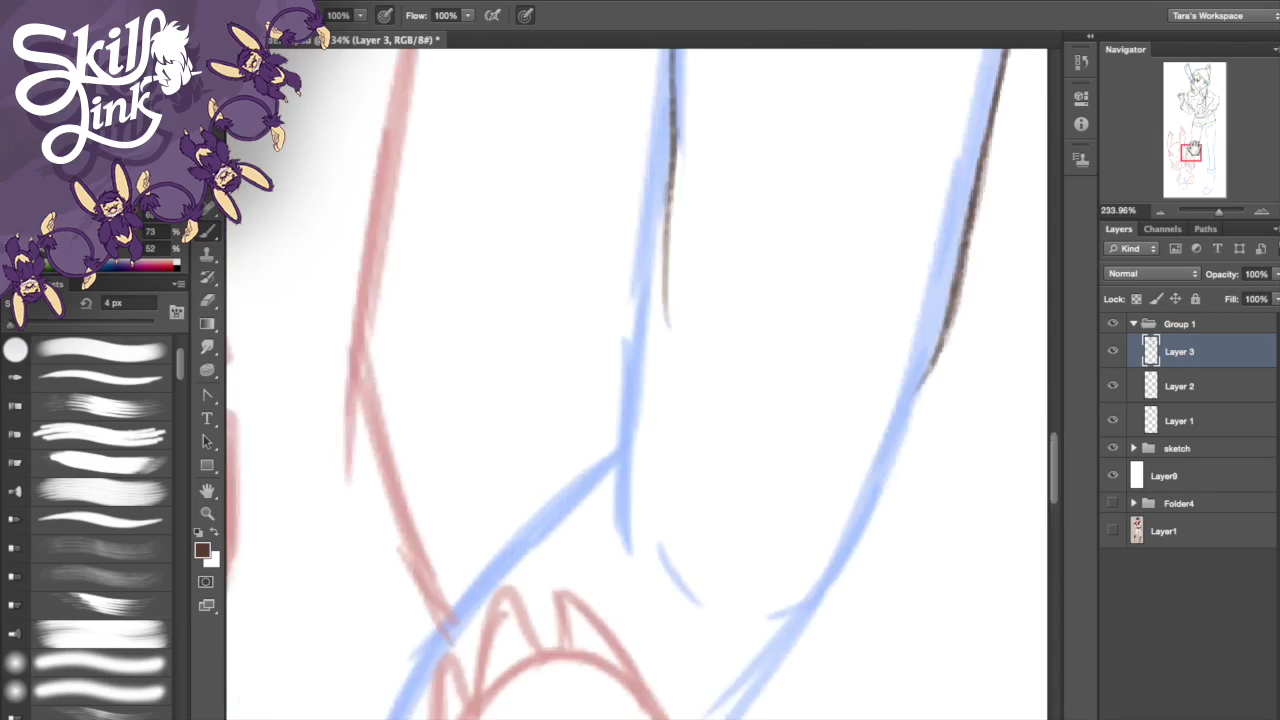 Skill
Link
100%
Flow: 100%
Tara's Workspace
34% (Layer 3, RGB/8#) *
Navigator
73 %
52 %
4 px
233.96%
Layers
Channels
Paths
Kind
Normal
Opacity: 100%
Lock:
Fill: 100%
Group 1
Layer 3
Layer 2
Layer 1
sketch
Layer9
Folder4
Layer1